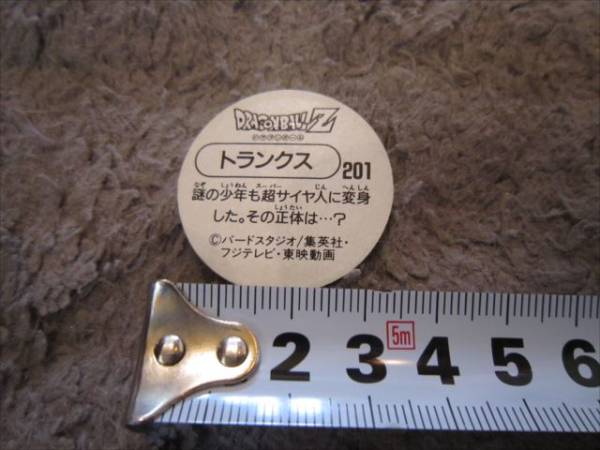 DRAGONBALL Z
トランクス
201
謎の少年も超サイヤ人に変身
した。その正体は…?
©バードスタジオ/集英社・
フジテレビ・東映動画
2 3 5m 4 5 6